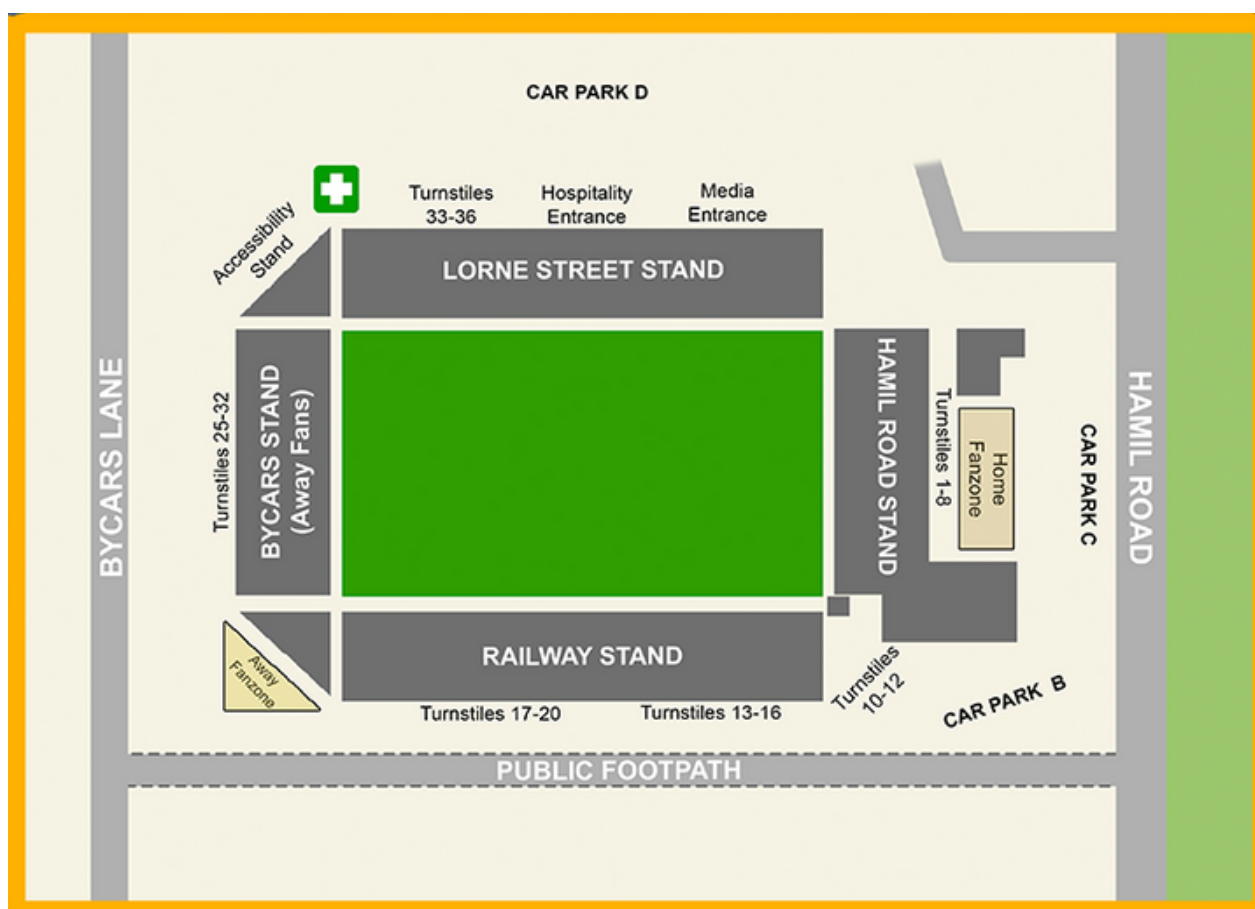 CAR PARK D
Turnstiles
33-36
Hospitality
Entrance
Media
Entrance
Accessibility
Stand
LORNE STREET STAND
BYCARS LANE
Turnstiles 25-32
BYCARS STAND
(Away Fans)
HAMIL ROAD STAND
Turnstiles 1-8
Home
Fanzone
CAR PARK C
HAMIL ROAD
Away
Fanzone
RAILWAY STAND
Turnstiles 17-20
Turnstiles 13-16
Turnstiles
10-12
CAR PARK B
PUBLIC FOOTPATH